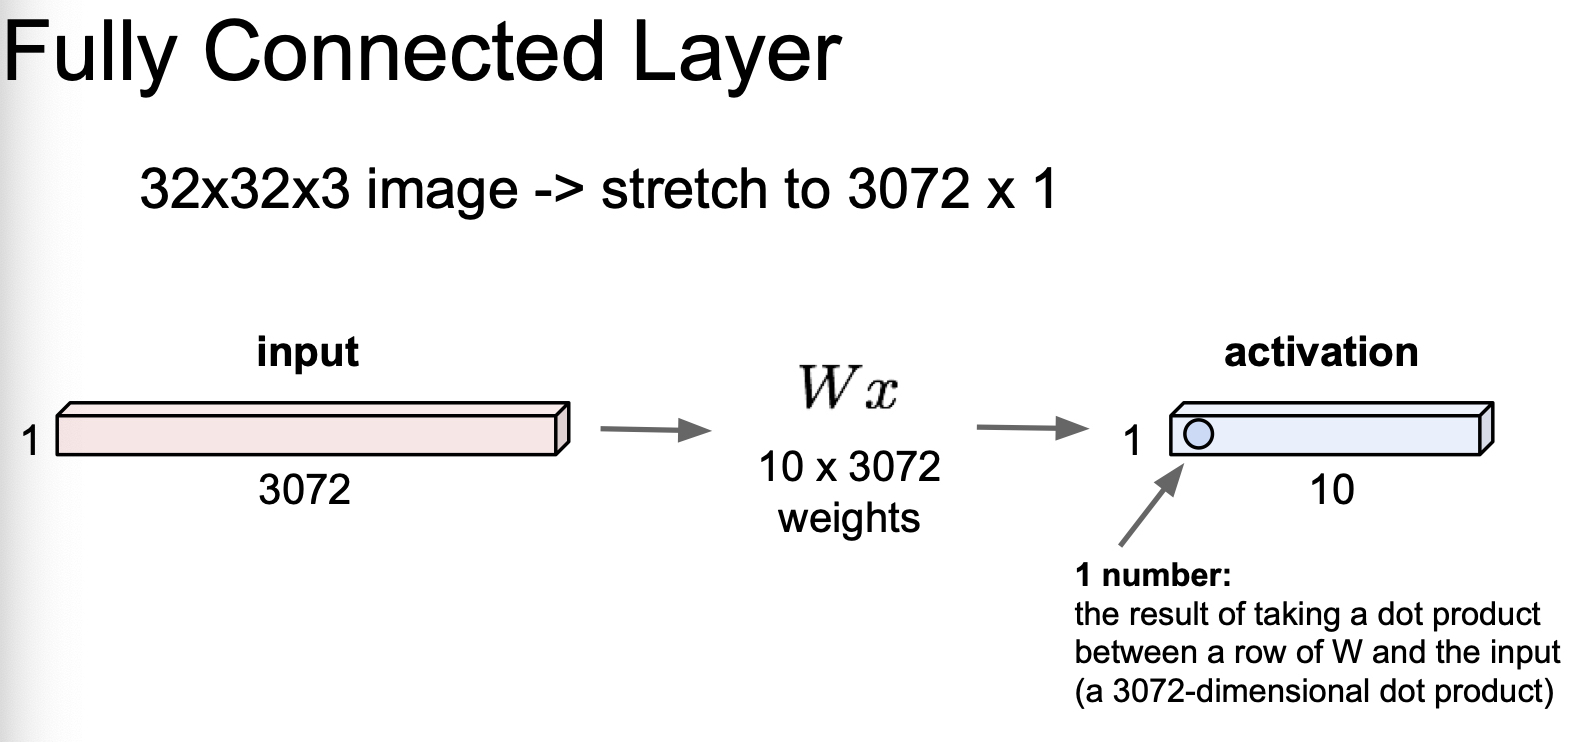 Fully Connected Layer
32x32x3 image -> stretch to 3072 x 1
input
1
3072
Wx
10 x 3072
weights
activation
1
10
1 number:
the result of taking a dot product
between a row of W and the input
(a 3072-dimensional dot product)